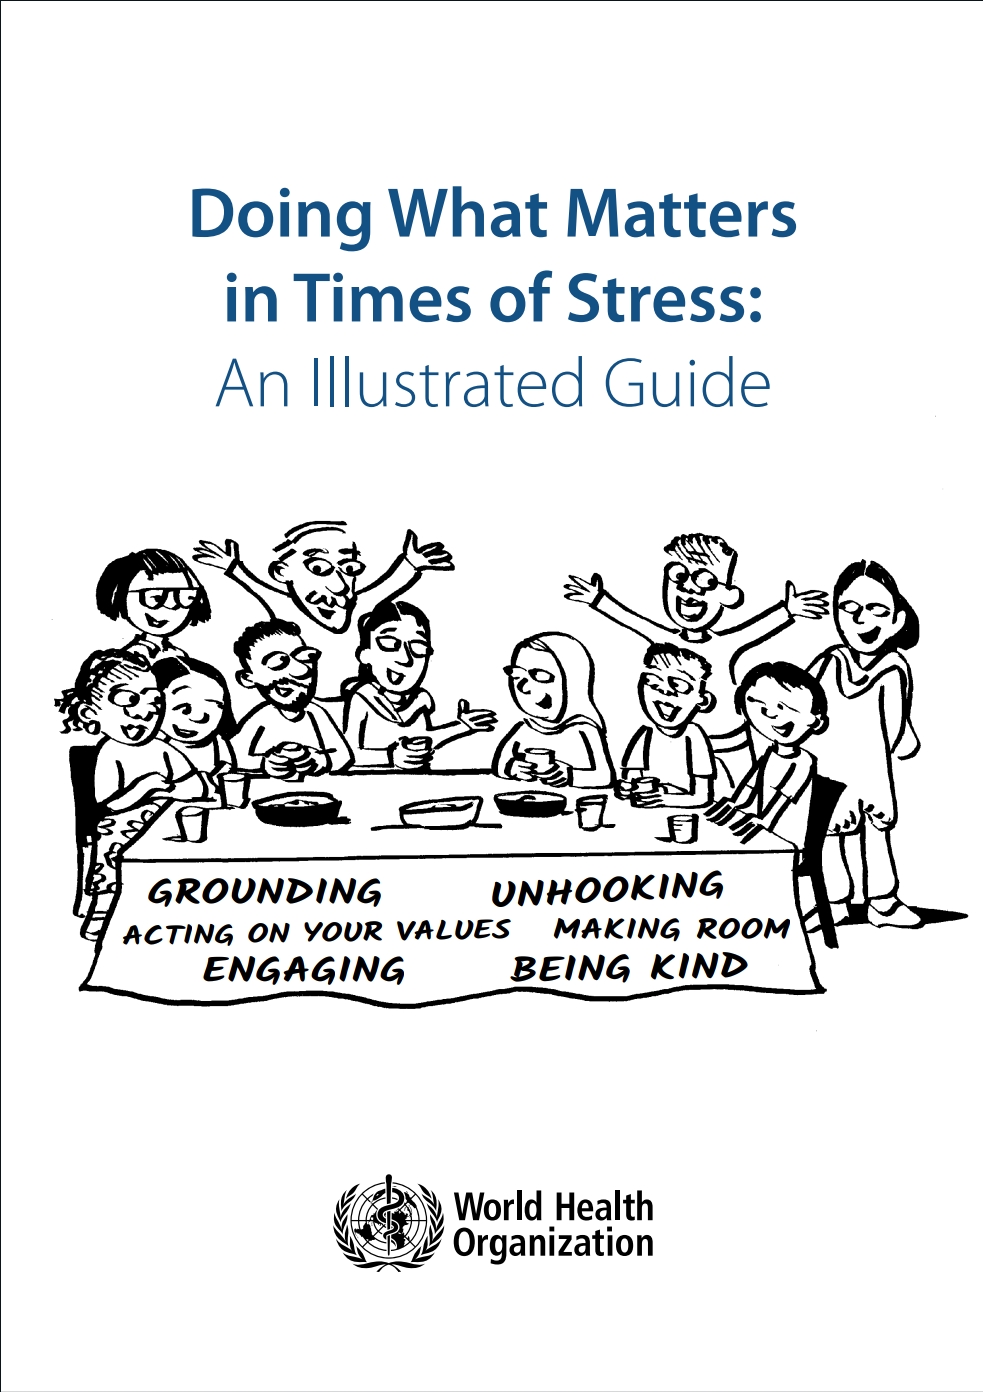 Doing What Matters
in Times of Stress:
An Illustrated Guide
GROUNDING UNHOOKING
ACTING ON YOUR VALUES MAKING ROOM
ENGAGING BEING KIND
World Health
Organization